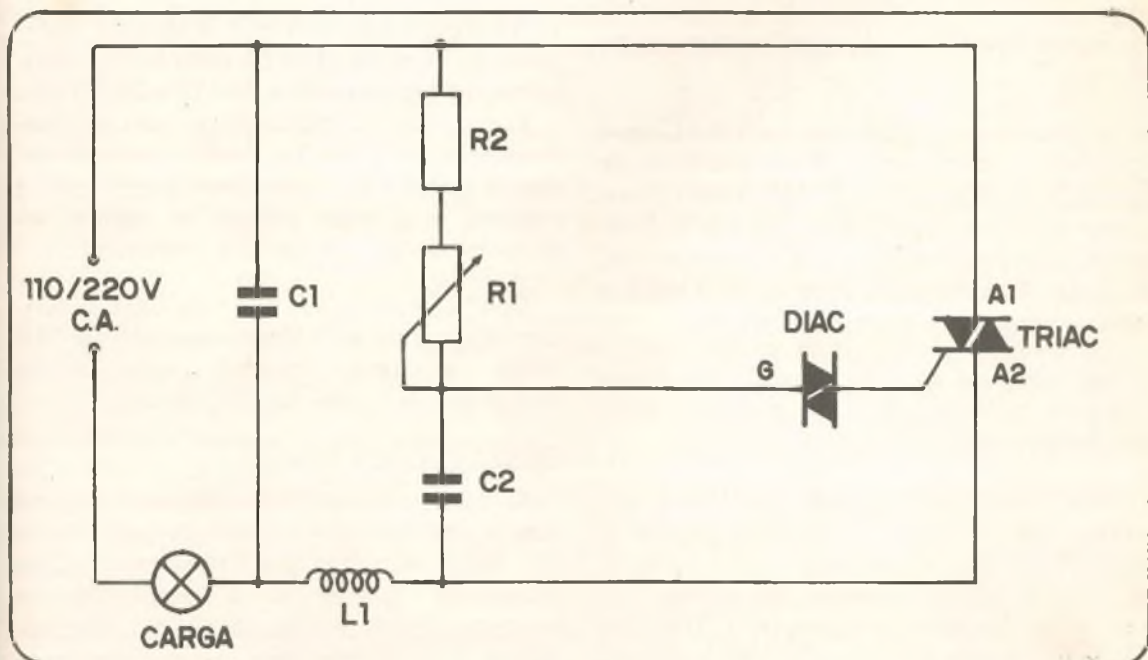 R2
110/220V
C.A.
C1
R1
DIAC
A1
G
TRIAC
A2
C2
L1
CARGA